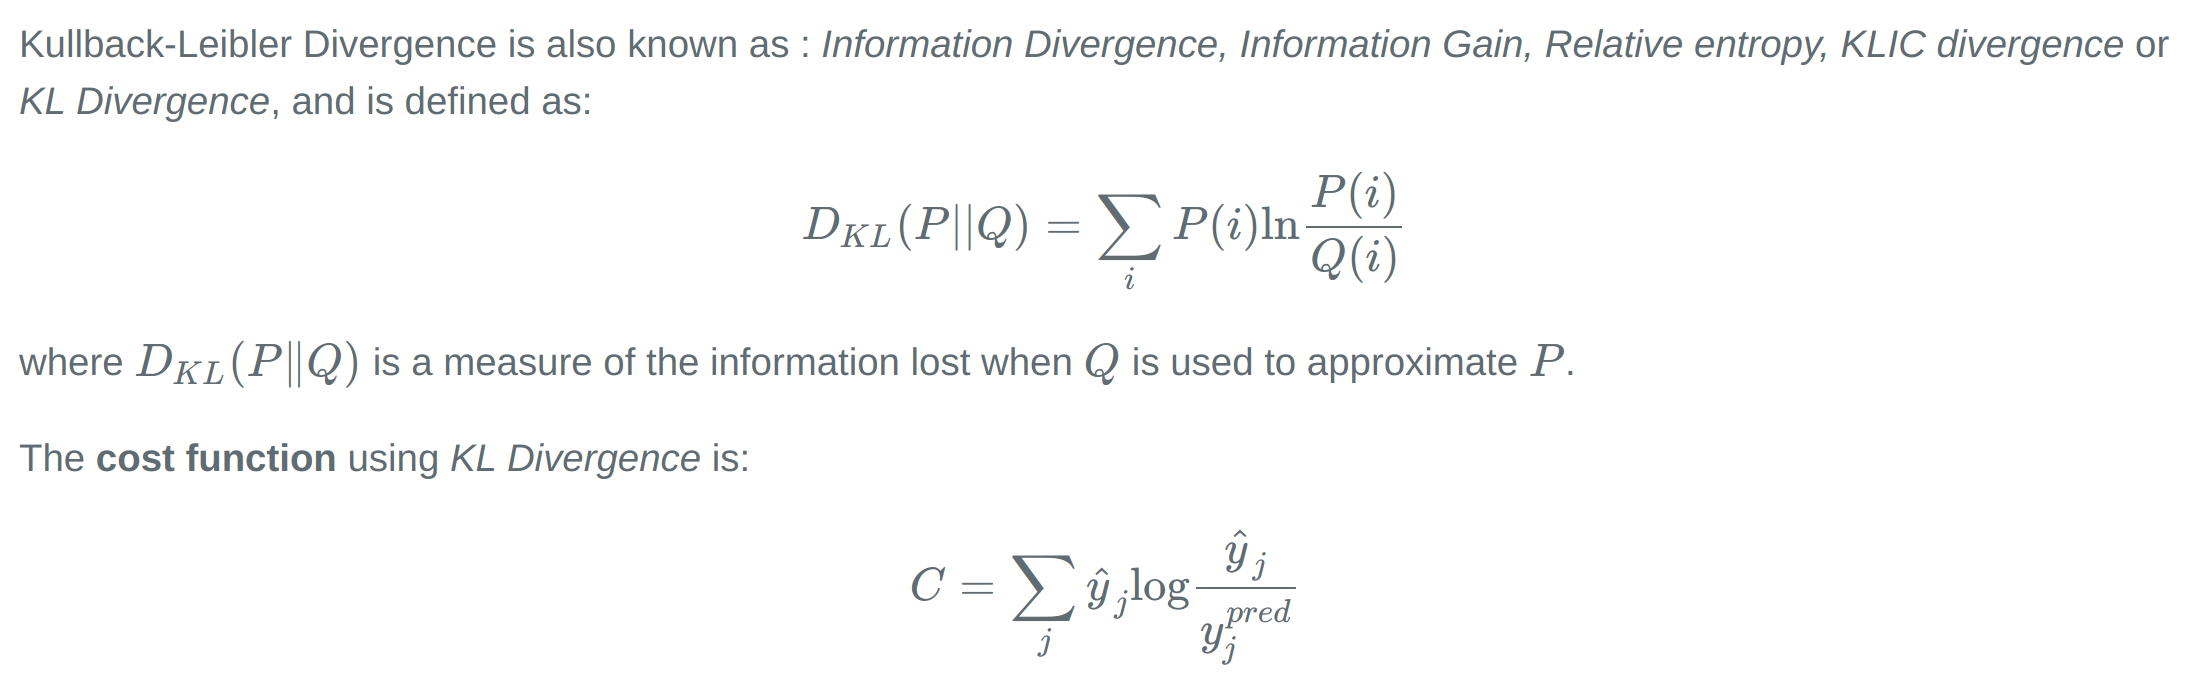 Kullback-Leibler Divergence is also known as : Information Divergence, Information Gain, Relative entropy, KLIC divergence or
KL Divergence, and is defined as:
$D_{KL}(P||Q) = \sum_i P(i) \ln \frac{P(i)}{Q(i)}$
where $D_{KL}(P\|Q)$ is a measure of the information lost when $Q$ is used to approximate $P$.
The cost function using KL Divergence is:
$C = \sum_j \hat{y}_j \log \frac{\hat{y}_j}{y_j^{pred}}$